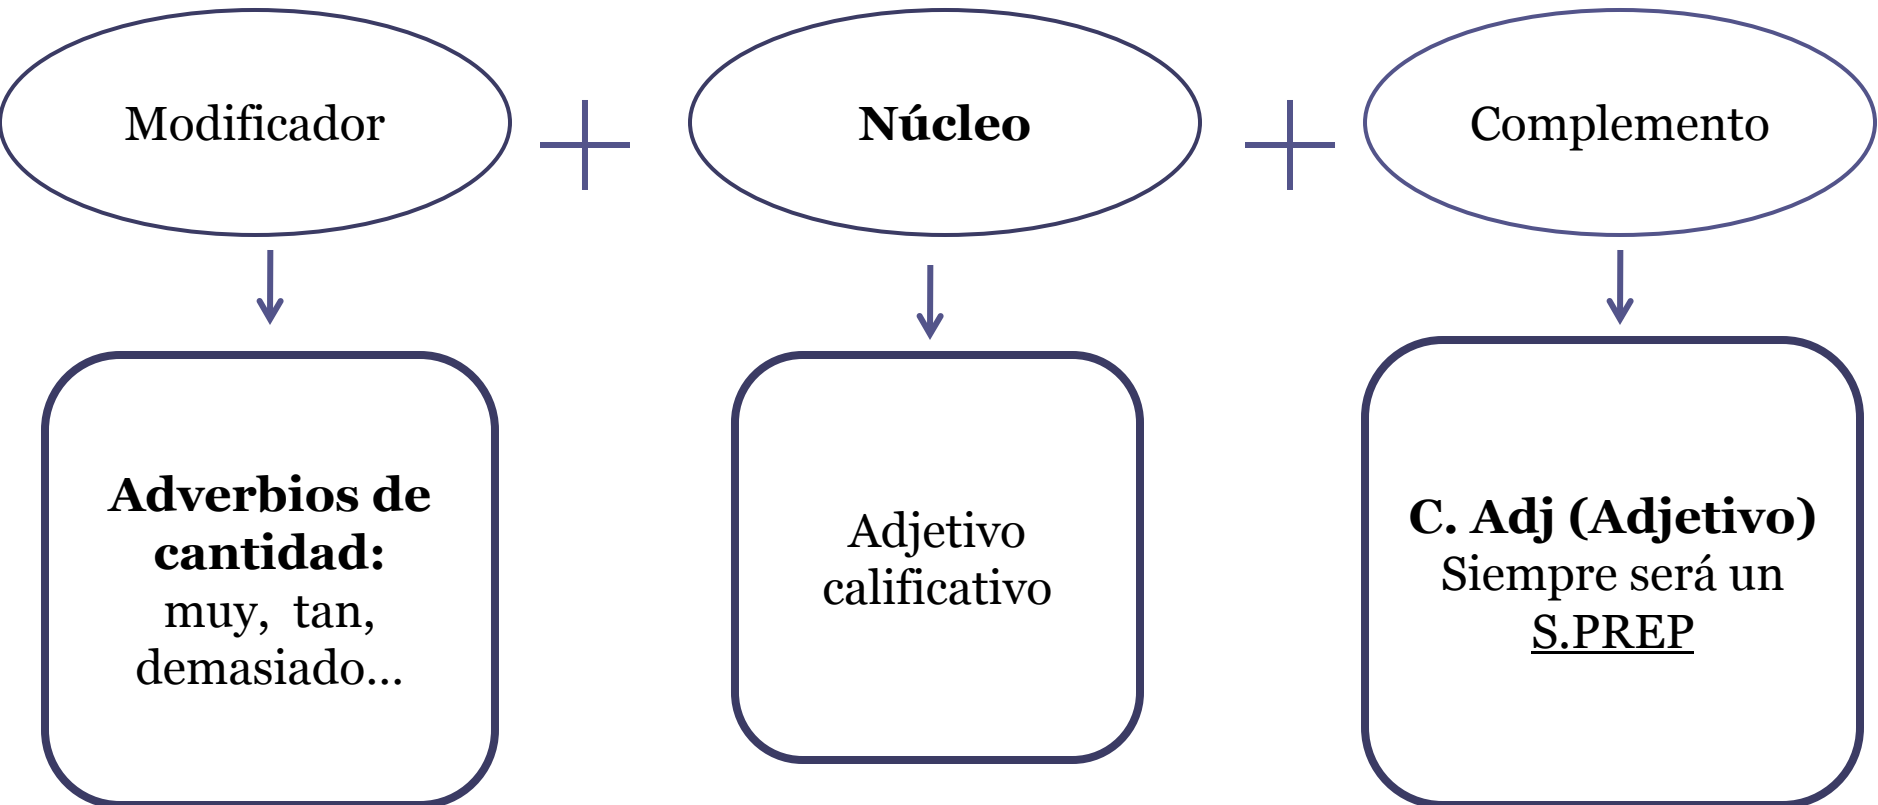 Modificador
Núcleo
Complemento
Adverbios de
cantidad:
muy, tan,
demasiado...
Adjetivo
calificativo
C. Adj (Adjetivo)
Siempre será un
S.PREP